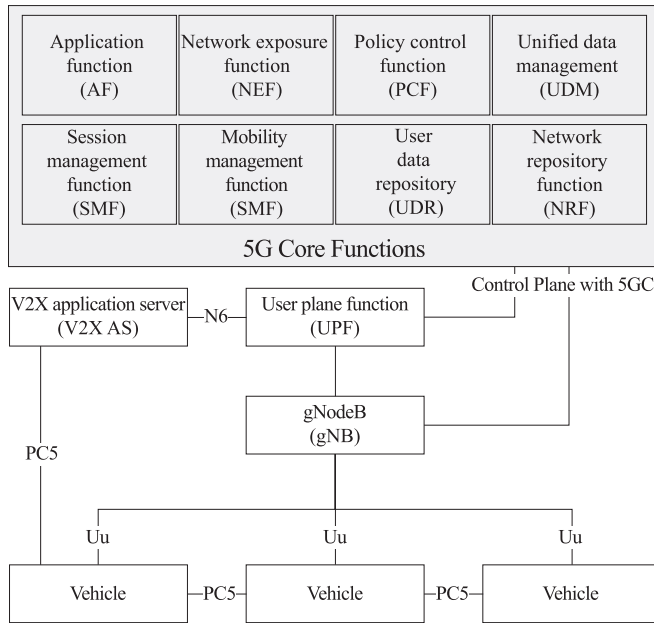 Application
function
(AF)
Network exposure
function
(NEF)
Policy control
function
(PCF)
Unified data
management
(UDM)
Session
management
function
(SMF)
Mobility
management
function
(SMF)
User
data
repository
(UDR)
Network
repository
function
(NRF)
5G Core Functions
Control Plane with 5GC
V2X application server
(V2X AS)
N6
User plane function
(UPF)
gNodeB
(gNB)
PC5
Uu
Uu
Uu
Vehicle
PC5
Vehicle
PC5
Vehicle